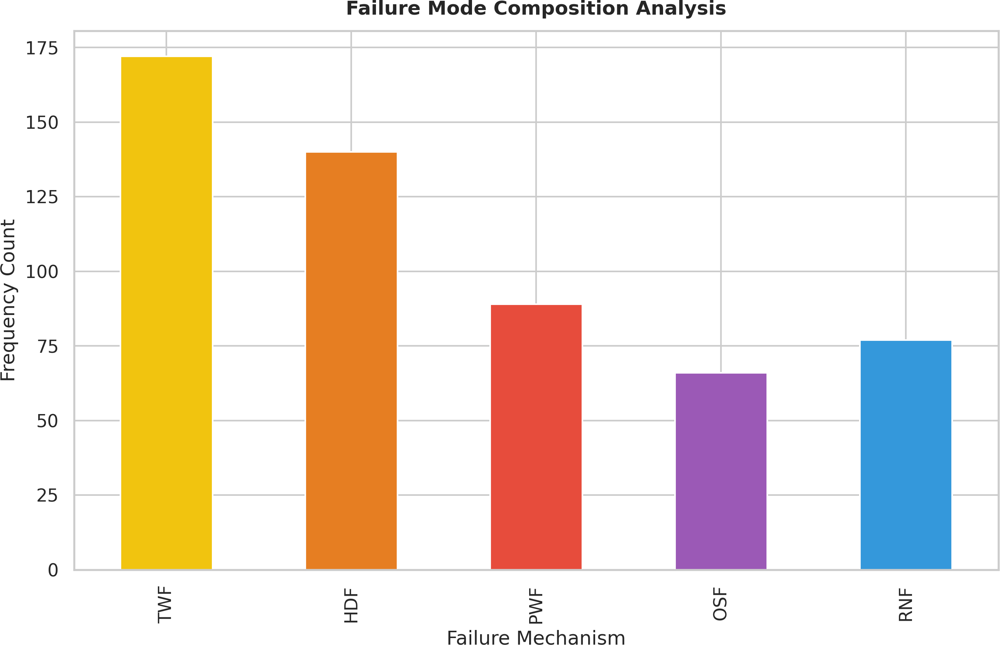 Failure Mode Composition Analysis
Frequency Count
175
150
125
100
75
50
25
0
TWF
HDF
PWF
OSF
RNF
Failure Mechanism